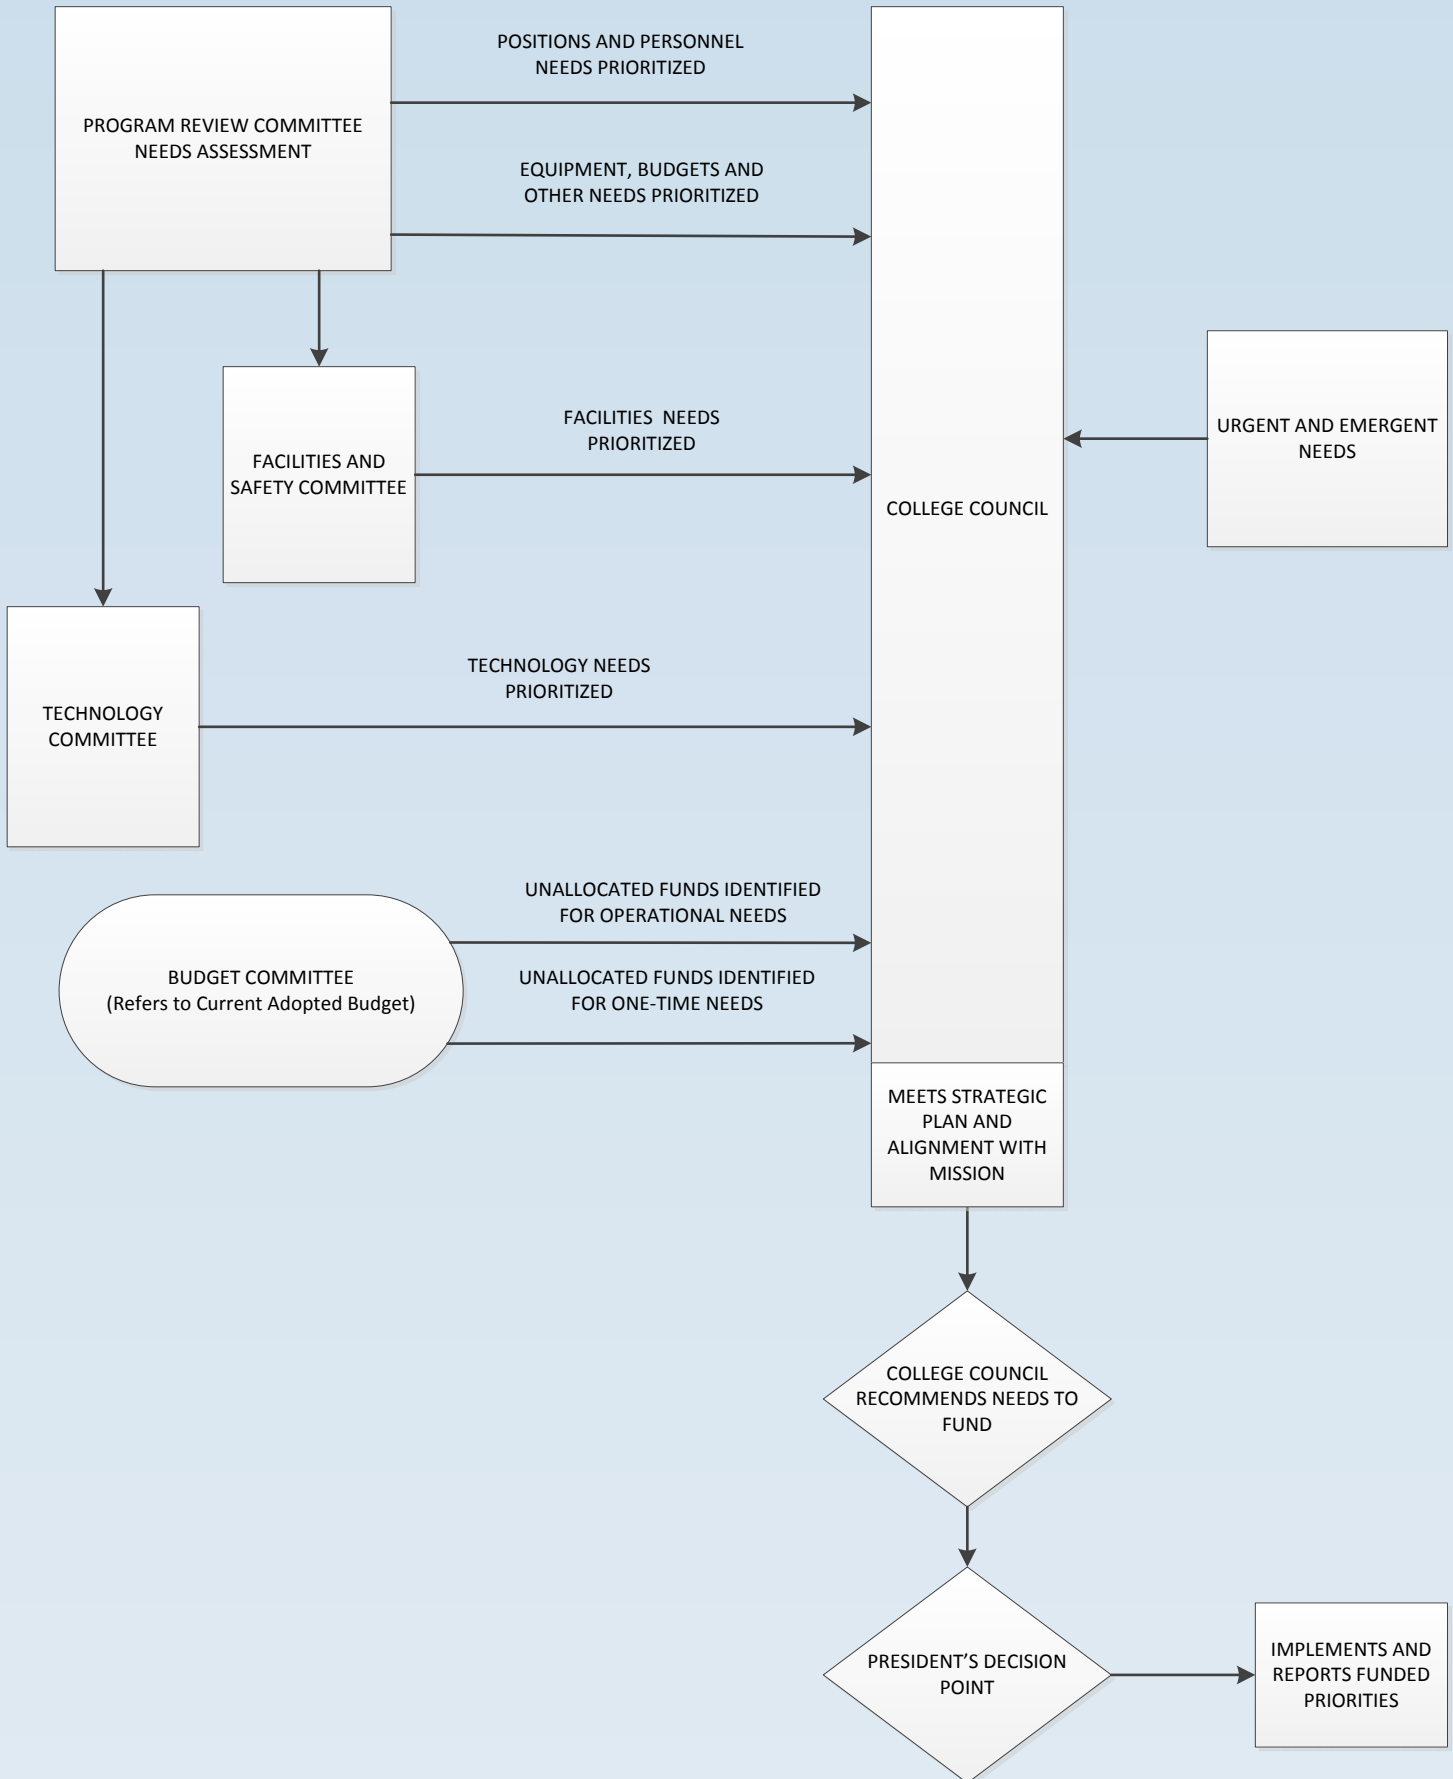 POSITIONS AND PERSONNEL
NEEDS PRIORITIZED
PROGRAM REVIEW COMMITTEE
NEEDS ASSESSMENT
EQUIPMENT, BUDGETS AND
OTHER NEEDS PRIORITIZED
FACILITIES NEEDS
PRIORITIZED
URGENT AND EMERGENT
NEEDS
FACILITIES AND
SAFETY COMMITTEE
COLLEGE COUNCIL
TECHNOLOGY NEEDS
PRIORITIZED
TECHNOLOGY
COMMITTEE
UNALLOCATED FUNDS IDENTIFIED
FOR OPERATIONAL NEEDS
BUDGET COMMITTEE
(Refers to Current Adopted Budget)
UNALLOCATED FUNDS IDENTIFIED
FOR ONE-TIME NEEDS
MEETS STRATEGIC
PLAN AND
ALIGNMENT WITH
MISSION
COLLEGE COUNCIL
RECOMMENDS NEEDS TO
FUND
PRESIDENT’S DECISION
POINT
IMPLEMENTS AND
REPORTS FUNDED
PRIORITIES